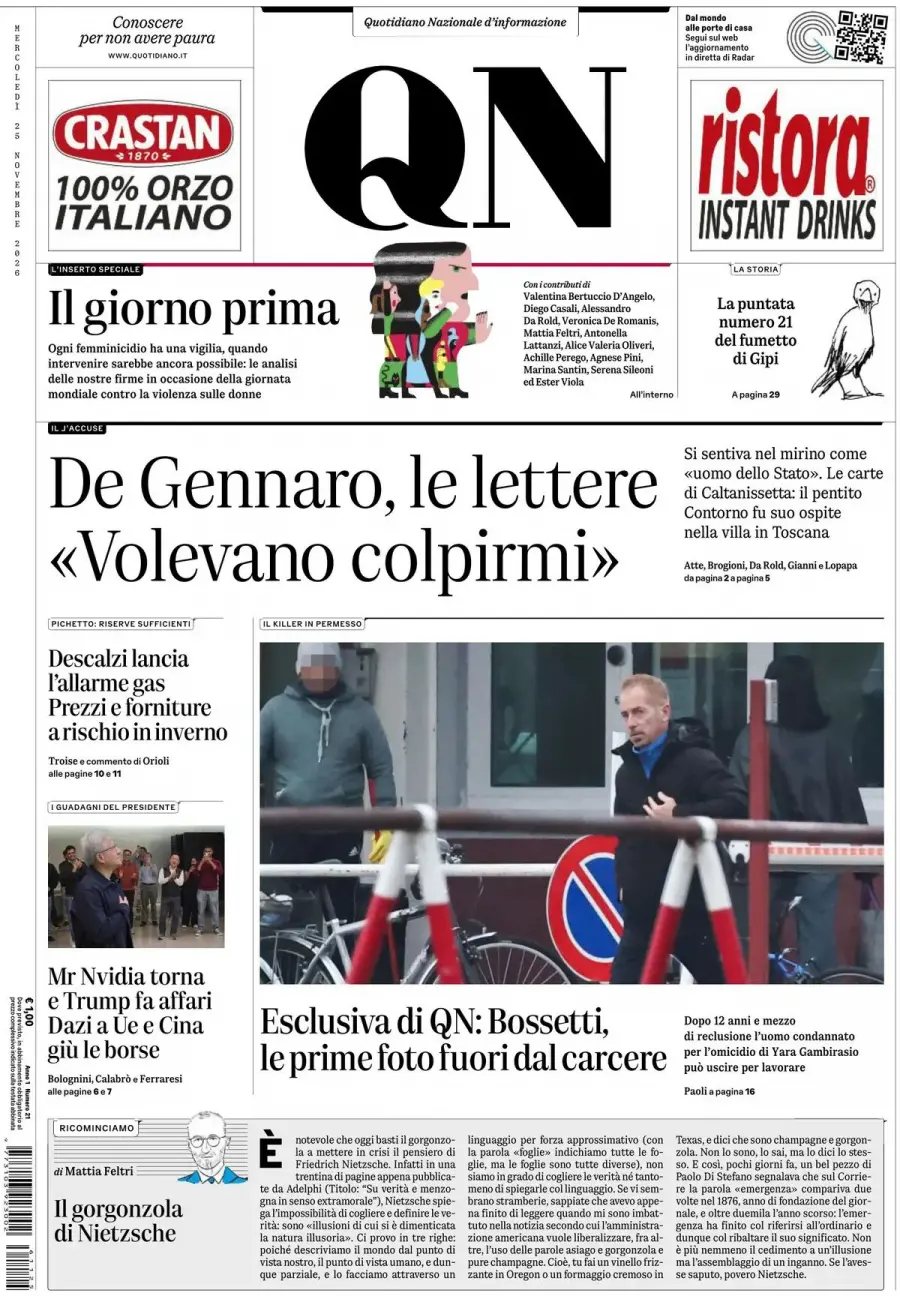 MERCOLEDÌ 25 NOVEMBRE 2026
Conoscere
per non avere paura
WWW.QUOTIDIANO.IT
Quotidiano Nazionale d'informazione
Dal mondo
alle porte di casa
Segui sul web
l'aggiornamento
in diretta di Radar
CRASTAN
1870
100% ORZO
ITALIANO
QN
ristora®
INSTANT DRINKS
L'INSERTO SPECIALE
Il giorno prima
Ogni femminicidio ha una vigilia, quando
intervenire sarebbe ancora possibile: le analisi
delle nostre firme in occasione della giornata
mondiale contro la violenza sulle donne
Con i contributi di
Valentina Bertuccio D'Angelo,
Diego Casali, Alessandro
Da Rold, Veronica De Romanis,
Mattia Feltri, Antonella
Lattanzi, Alice Valeria Oliveri,
Achille Perego, Agnese Pini,
Marina Santin, Serena Sileoni
ed Ester Viola
All'interno
LA STORIA
La puntata
numero 21
del fumetto
di Gipi
A pagina 29
IL J'ACCUSE
De Gennaro, le lettere
«Volevano colpirmi»
Si sentiva nel mirino come
«uomo dello Stato». Le carte
di Caltanissetta: il pentito
Contorno fu suo ospite
nella villa in Toscana
Atte, Brogioni, Da Rold, Gianni e Lopapa
da pagina 2 a pagina 5
PICHETTO: RISERVE SUFFICIENTI
Descalzi lancia
l'allarme gas
Prezzi e forniture
a rischio in inverno
Troise e commento di Orioli
alle pagine 10 e 11
I GUADAGNI DEL PRESIDENTE
Mr Nvidia torna
e Trump fa affari
Dazi a Ue e Cina
giù le borse
Bolognini, Calabrò e Ferraresi
alle pagine 6 e 7
IL KILLER IN PERMESSO
Esclusiva di QN: Bossetti,
le prime foto fuori dal carcere
Dopo 12 anni e mezzo
di reclusione l'uomo condannato
per l'omicidio di Yara Gambirasio
può uscire per lavorare
Paoli a pagina 16
€ 1,00 Anno 1 Numero 21
Dove previsto, in abbinamento obbligatorio al
prezzo complessivo indicato sulla testata abbinata
RICOMINCIAMO
di Mattia Feltri
Il gorgonzola
di Nietzsche
È notevole che oggi basti il gorgonzo-
la a mettere in crisi il pensiero di
Friedrich Nietzsche. Infatti in una
trentina di pagine appena pubblica-
te da Adelphi (Titolo: "Su verità e menzo-
gna in senso extramorale"), Nietzsche spie-
ga l'impossibilità di cogliere e definire le ve-
rità: sono «illusioni di cui si è dimenticata
la natura illusoria». Ci provo in tre righe:
poiché descriviamo il mondo dal punto di
vista nostro, il punto di vista umano, e dun-
que parziale, e lo facciamo attraverso un
linguaggio per forza approssimativo (con
la parola «foglie» indichiamo tutte le fo-
glie, ma le foglie sono tutte diverse), non
siamo in grado di cogliere le verità né tanto-
meno di spiegarle col linguaggio. Se vi sem-
brano stramberie, sappiate che avevo appe-
na finito di leggere quando mi sono imbat-
tuto nella notizia secondo cui l'amministra-
zione americana vuole liberalizzare, fra al-
tre, l'uso delle parole asiago e gorgonzola e
pure champagne. Cioè, tu fai un vinello friz-
zante in Oregon o un formaggio cremoso in
Texas, e dici che sono champagne e gorgon-
zola. Non lo sono, lo sai, ma lo dici lo stes-
so. E così, pochi giorni fa, un bel pezzo di
Paolo Di Stefano segnalava che sul Corrie-
re la parola «emergenza» compariva due
volte nel 1876, anno di fondazione del gior-
nale, e oltre duemila l'anno scorso: l'emer-
genza ha finito col riferirsi all'ordinario e
dunque col ribaltare il suo significato. Non
è più nemmeno il cedimento a un'illusione
ma l'assemblaggio di un inganno. Se l'aves-
se saputo, povero Nietzsche.